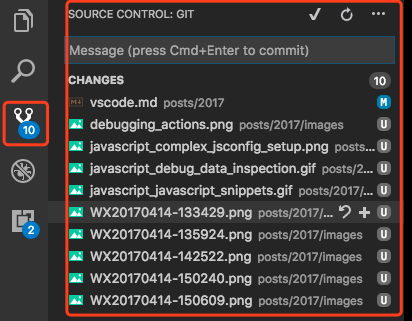 SOURCE CONTROL: GIT
Message (press Cmd+Enter to commit)
CHANGES 10
vscode.md posts/2017 M
debugging_actions.png posts/2017/images U
javascript_complex_jsconfig_setup.png posts... U
javascript_debug_data_inspection.gif posts/2... U
javascript_javascript_snippets.gif posts/2017/... U
WX20170414-133429.png posts/2017/... U
WX20170414-135924.png posts/2017/images U
WX20170414-142522.png posts/2017/images U
WX20170414-150240.png posts/2017/images U
WX20170414-150609.png posts/2017/images U
10
2